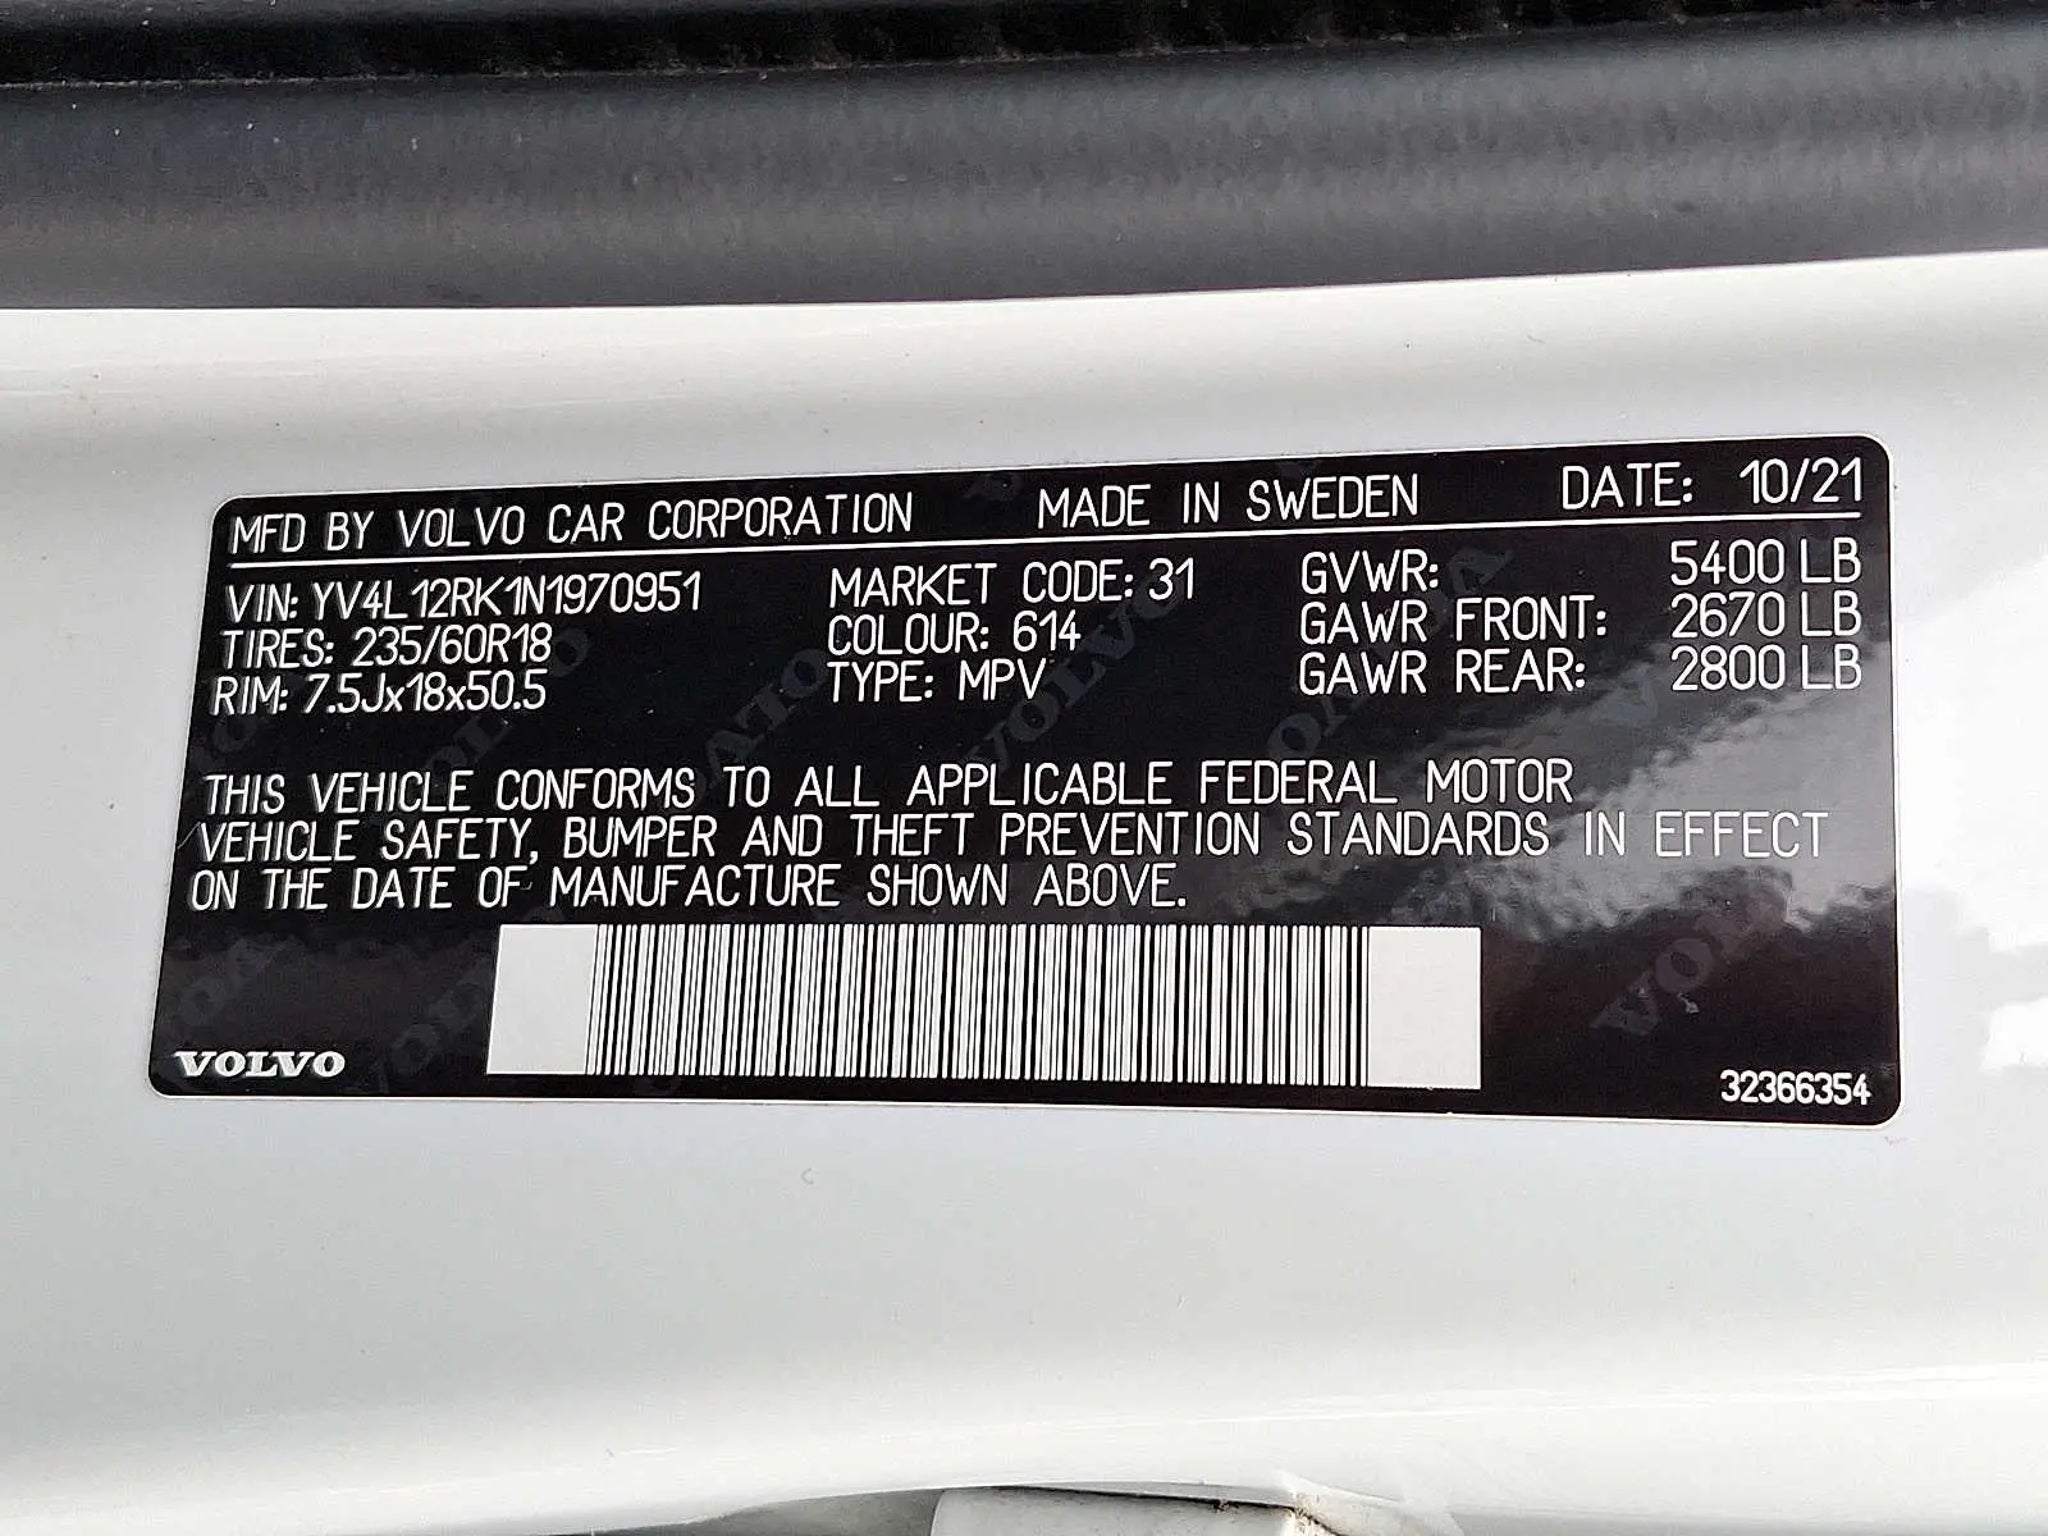 MFD BY VOLVO CAR CORPORATION MADE IN SWEDEN DATE: 10/21
VIN: YV4L12RK1N1970951 MARKET CODE: 31 GVWR: 5400 LB
TIRES: 235/60R18 COLOUR: 614 GAWR FRONT: 2670 LB
RIM: 7.5Jx18x50.5 TYPE: MPV GAWR REAR: 2800 LB
THIS VEHICLE CONFORMS TO ALL APPLICABLE FEDERAL MOTOR
VEHICLE SAFETY, BUMPER AND THEFT PREVENTION STANDARDS IN EFFECT
ON THE DATE OF MANUFACTURE SHOWN ABOVE.
VOLVO 32366354